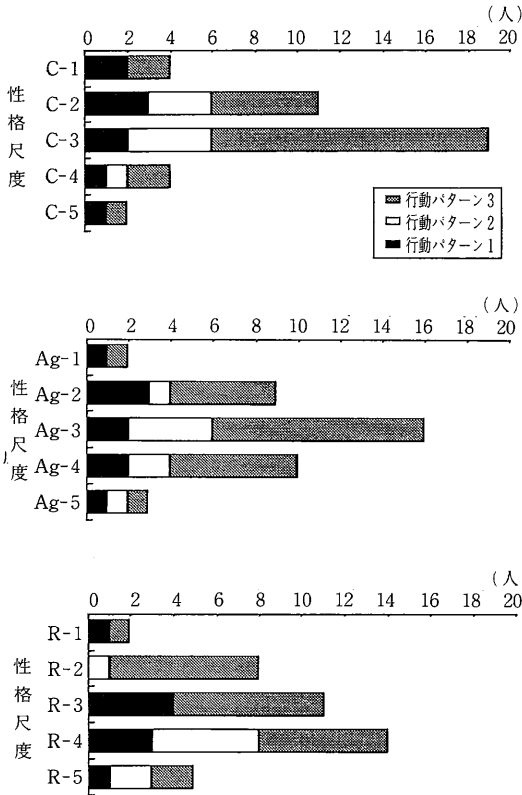 (人)
0 2 4 6 8 10 12 14 16 18 20
性格尺度
C-1
C-2
C-3
C-4
C-5
行動パターン3
行動パターン2
行動パターン1
(人)
0 2 4 6 8 10 12 14 16 18 20
性格尺度
Ag-1
Ag-2
Ag-3
Ag-4
Ag-5
(人
0 2 4 6 8 10 12 14 16 18 20
性格尺度
R-1
R-2
R-3
R-4
R-5